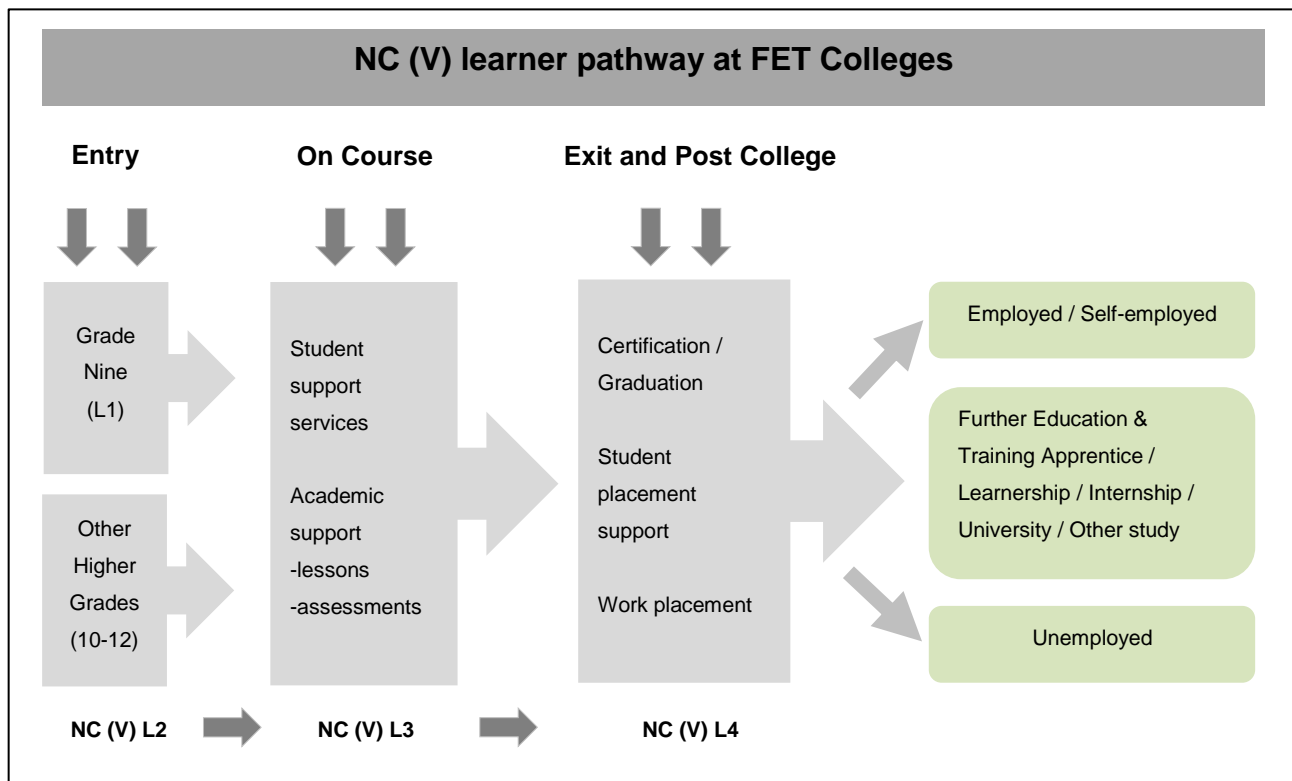 NC (V) learner pathway at FET Colleges
Entry
On Course
Exit and Post College
Grade
Nine
(L1)
Other
Higher
Grades
(10-12)
Student
support
services
Academic
support
-lessons
-assessments
Certification /
Graduation
Student
placement
support
Work placement
Employed / Self-employed
Further Education &
Training Apprentice /
Learnership / Internship /
University / Other study
Unemployed
NC (V) L2
NC (V) L3
NC (V) L4